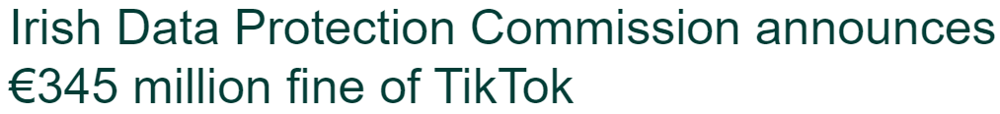 Irish Data Protection Commission announces
€345 million fine of TikTok